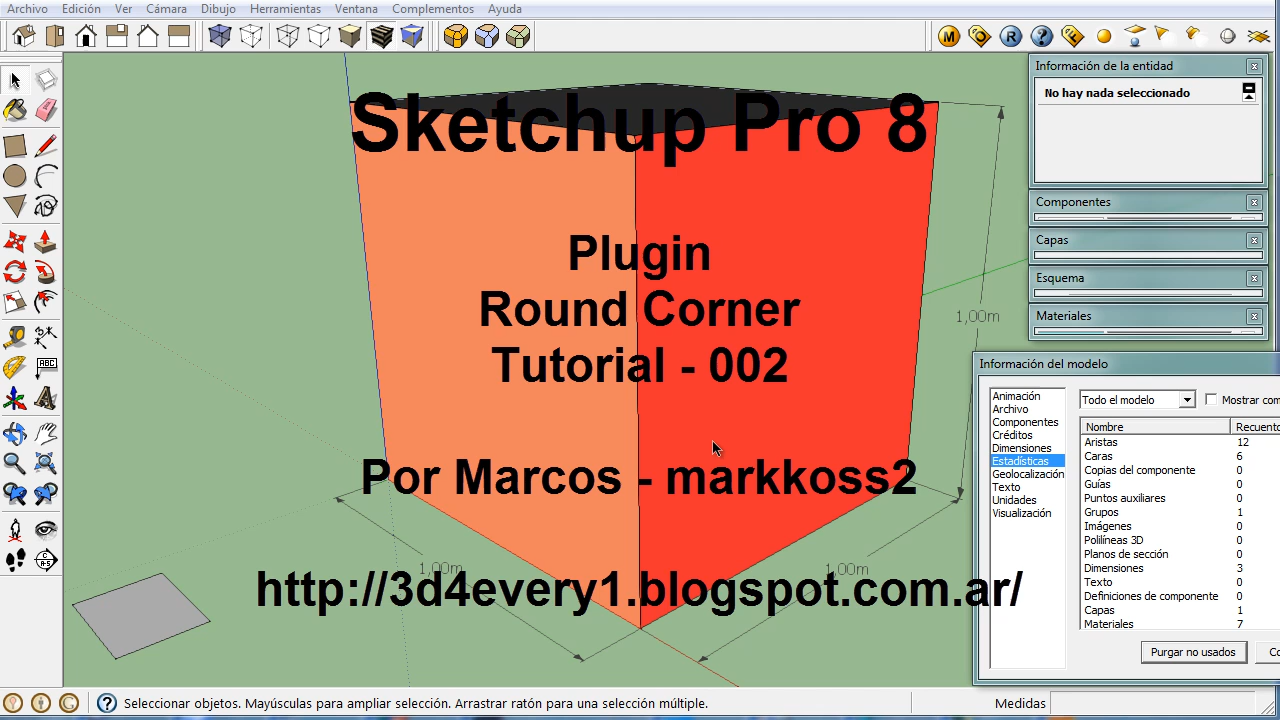 Archivo Edición Ver Cámara Dibujo Herramientas Ventana Complementos Ayuda
M
R
?
Información de la entidad
No hay nada seleccionado
Componentes
Capas
Esquema
Materiales
Sketchup Pro 8
Plugin
Round Corner
Tutorial - 002
Por Marcos - markkoss2
http://3d4every1.blogspot.com.ar/
1,00m
1,00m
1,00m
ABC
A
Información del modelo
Animación
Archivo
Componentes
Créditos
Dimensiones
Estadísticas
Geolocalización
Texto
Unidades
Visualización
Todo el modelo Mostrar com
Nombre Recuento
Aristas 12
Caras 6
Copias del componente 0
Guías 0
Puntos auxiliares 0
Grupos 1
Imágenes 0
Polilíneas 3D 0
Planos de sección 0
Dimensiones 3
Texto 0
Definiciones de componente 0
Capas 1
Materiales 7
Purgar no usados Co
Seleccionar objetos. Mayúsculas para ampliar selección. Arrastrar ratón para una selección múltiple.
Medidas